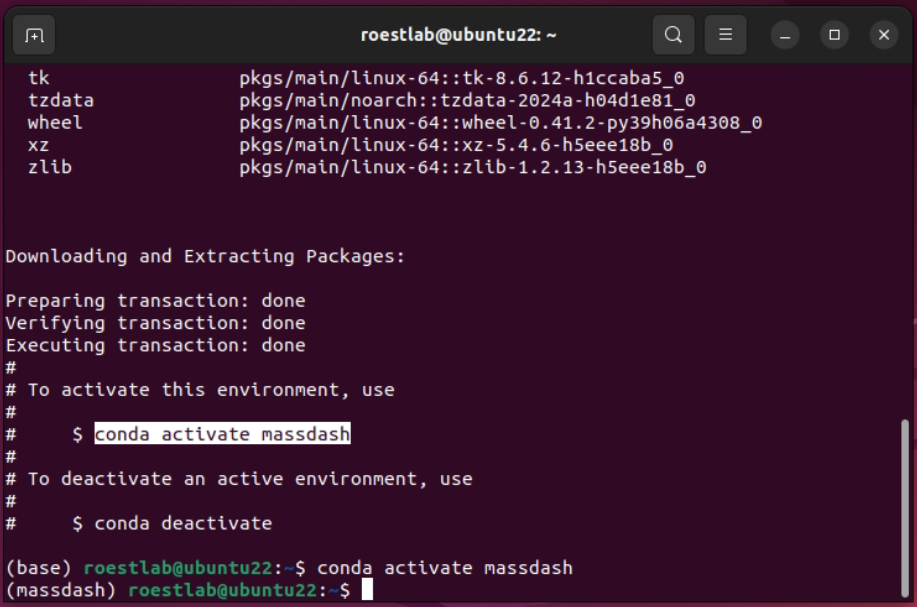 roestlab@ubuntu22: ~
tk pkgs/main/linux-64::tk-8.6.12-h1ccaba5_0
tzdata pkgs/main/noarch::tzdata-2024a-h04d1e81_0
wheel pkgs/main/linux-64::wheel-0.41.2-py39h06a4308_0
xz pkgs/main/linux-64::xz-5.4.6-h5eee18b_0
zlib pkgs/main/linux-64::zlib-1.2.13-h5eee18b_0
Downloading and Extracting Packages:
Preparing transaction: done
Verifying transaction: done
Executing transaction: done
#
# To activate this environment, use
#
#     $ conda activate massdash
#
# To deactivate an active environment, use
#
#     $ conda deactivate
(base) roestlab@ubuntu22:~$ conda activate massdash
(massdash) roestlab@ubuntu22:~$